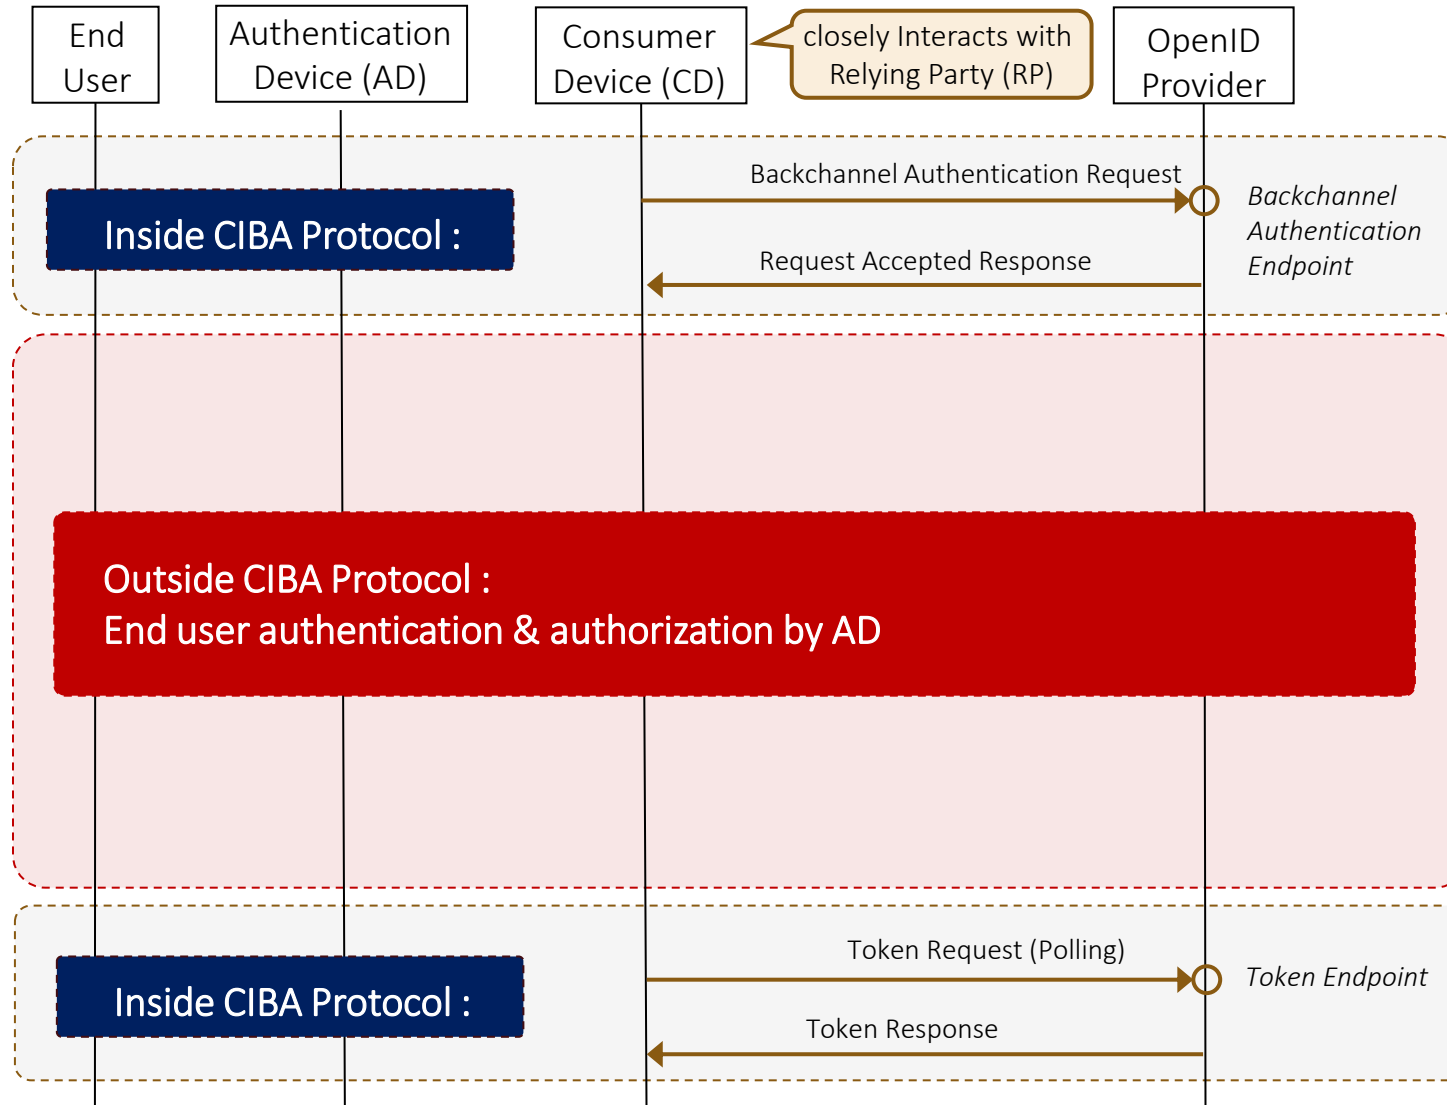 End
User
Authentication
Device (AD)
Consumer
Device (CD)
closely Interacts with
Relying Party (RP)
OpenID
Provider
Backchannel Authentication Request
Backchannel
Authentication
Endpoint
Inside CIBA Protocol :
Request Accepted Response
Outside CIBA Protocol :
End user authentication & authorization by AD
Token Request (Polling)
Token Endpoint
Inside CIBA Protocol :
Token Response